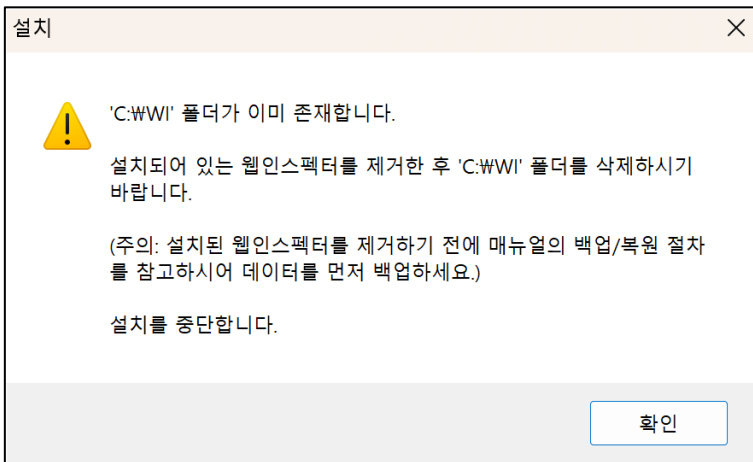 설치
'C:₩WI' 폴더가 이미 존재합니다.
설치되어 있는 웹인스펙터를 제거한 후 'C:₩WI' 폴더를 삭제하시기
바랍니다.
(주의: 설치된 웹인스펙터를 제거하기 전에 매뉴얼의 백업/복원 절차
를 참고하시어 데이터를 먼저 백업하세요.)
설치를 중단합니다.
확인